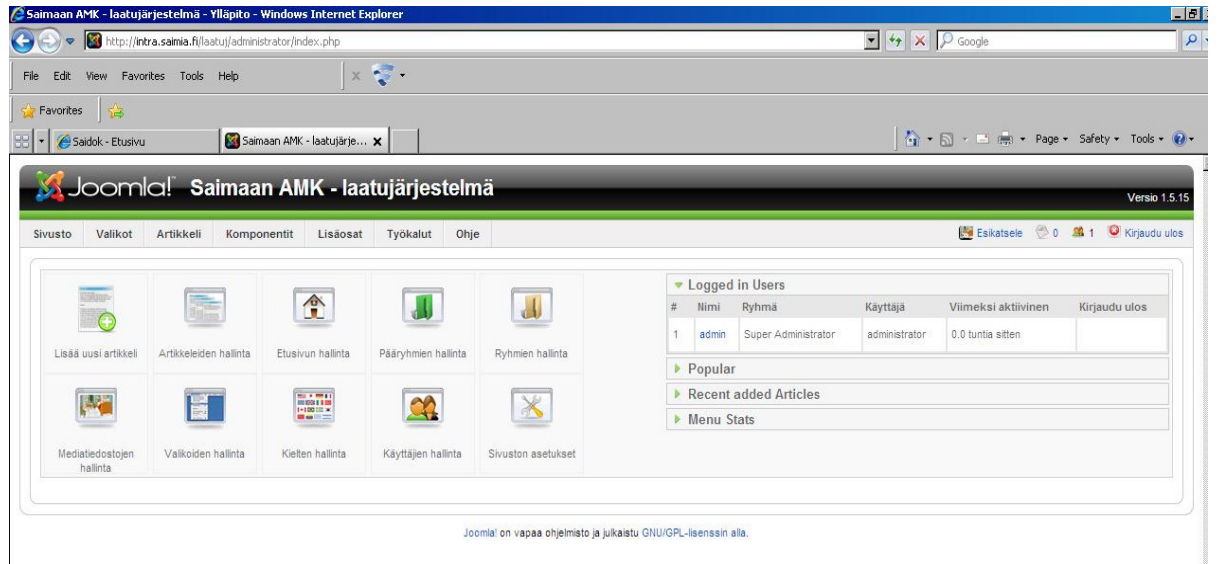 Saimaan AMK - laatujärjestelmä - Ylläpito - Windows Internet Explorer
http://intra.saimia.fi/laatuj/administrator/index.php
Google
File Edit View Favorites Tools Help
Favorites
Saidok - Etusivu
Saimaan AMK - laatujärje...
Page Safety Tools
Joomla! Saimaan AMK - laatujärjestelmä
Versio 1.5.15
Sivusto Valikot Artikkeli Komponentit Lisäosat Työkalut Ohje
Esikatsele 0 1 Kirjaudu ulos
Lisää uusi artikkeli
Artikkeleiden hallinta
Etusivun hallinta
Pääryhmien hallinta
Ryhmien hallinta
Mediatiedostojen
hallinta
Valikoiden hallinta
Kielten hallinta
Käyttäjien hallinta
Sivuston asetukset
Logged in Users
# Nimi Ryhmä Käyttäjä Viimeksi aktiivinen Kirjaudu ulos
1 admin Super Administrator administrator 0.0 tuntia sitten
Popular
Recent added Articles
Menu Stats
Joomla! on vapaa ohjelmisto ja julkaistu GNU/GPL-lisenssin alla.